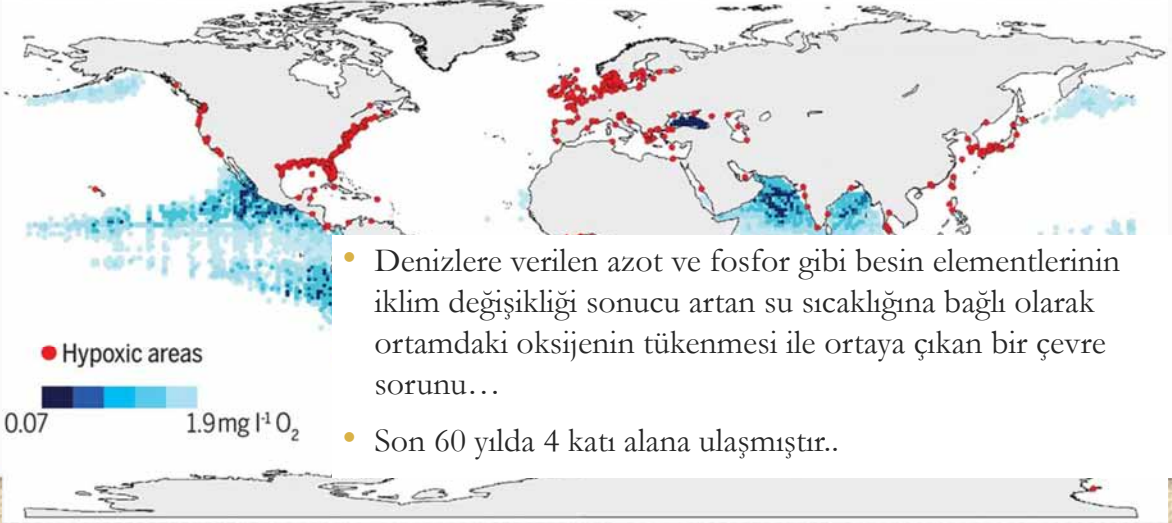 • Denizlere verilen azot ve fosfor gibi besin elementlerinin
iklim değişikliği sonucu artan su sıcaklığına bağlı olarak
ortamdaki oksijenin tükenmesi ile ortaya çıkan bir çevre
sorunu…
• Son 60 yılda 4 katı alana ulaşmıştır..
Hypoxic areas
0.07 1.9 mg l⁻¹ O₂